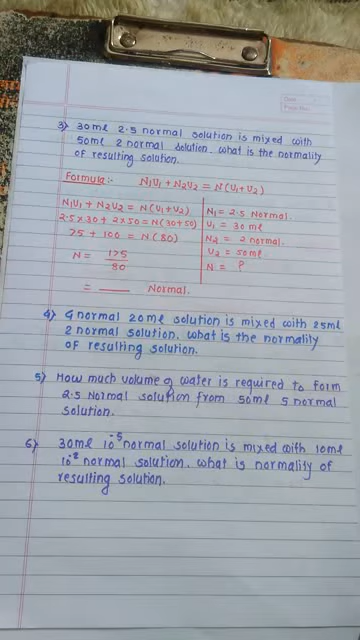 Date
Page No.
3) 30ml 2.5 normal solution is mixed with
50ml 2 normal solution. what is the normality
of resulting solution.
Formula:- N₁V₁ + N₂V₂ = N(V₁+V₂)
N₁V₁ + N₂V₂ = N(V₁+V₂)
2.5×30 + 2×50 = N(30+50)
75 + 100 = N(80)
N = 175/80
= ____ Normal.
N₁ = 2.5 Normal.
V₁ = 30 ml
N₂ = 2 normal.
V₂ = 50ml
N = ?
4) 4 normal 20ml solution is mixed with 25ml
2 normal solution. what is the normality
of resulting solution.
5) How much volume of water is required to form
2.5 Normal solution from 50ml 5 normal
solution.
6) 30ml 10⁻⁵ normal solution is mixed with 10ml
10⁻² normal solution. what is normality of
resulting solution.